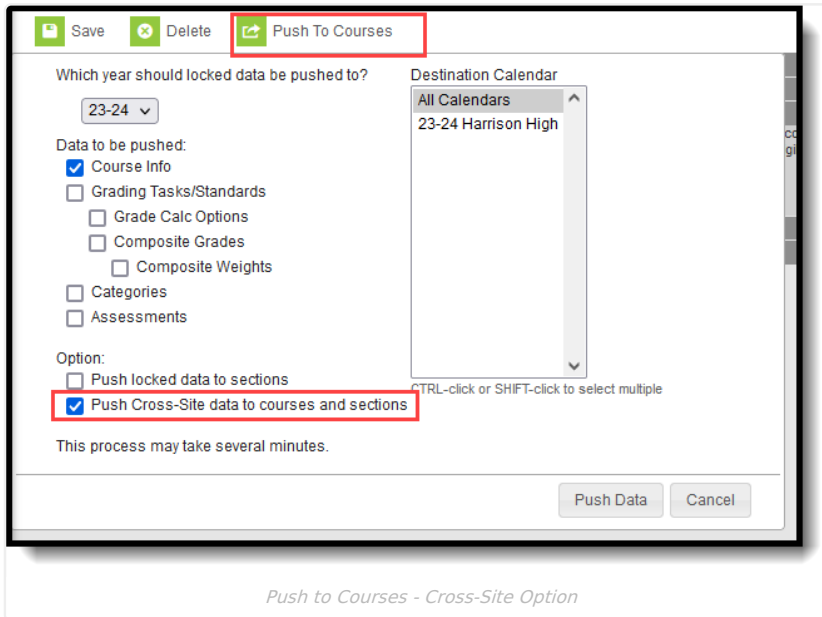 Save Delete Push To Courses
Which year should locked data be pushed to?
23-24
Data to be pushed:
Course Info
Grading Tasks/Standards
Grade Calc Options
Composite Grades
Composite Weights
Categories
Assessments
Option:
Push locked data to sections
Push Cross-Site data to courses and sections
This process may take several minutes.
Destination Calendar
All Calendars
23-24 Harrison High
CTRL-click or SHIFT-click to select multiple
Push Data Cancel
Push to Courses - Cross-Site Option